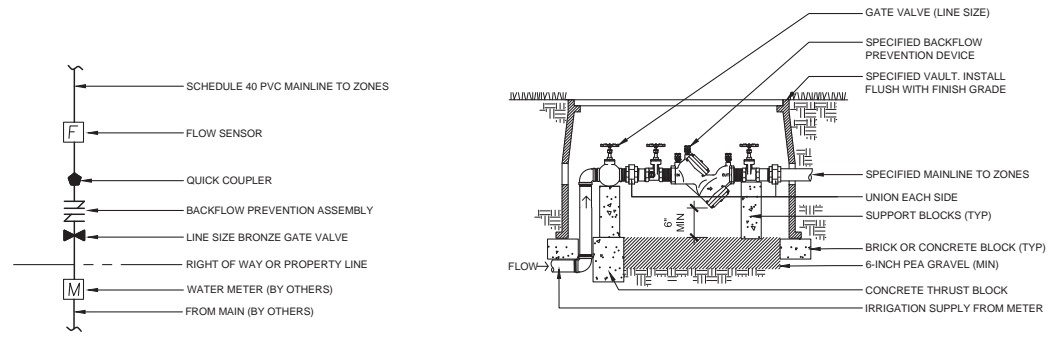 SCHEDULE 40 PVC MAINLINE TO ZONES
F
FLOW SENSOR
QUICK COUPLER
BACKFLOW PREVENTION ASSEMBLY
LINE SIZE BRONZE GATE VALVE
RIGHT OF WAY OR PROPERTY LINE
M
WATER METER (BY OTHERS)
FROM MAIN (BY OTHERS)
GATE VALVE (LINE SIZE)
SPECIFIED BACKFLOW
PREVENTION DEVICE
SPECIFIED VAULT. INSTALL
FLUSH WITH FINISH GRADE
SPECIFIED MAINLINE TO ZONES
UNION EACH SIDE
SUPPORT BLOCKS (TYP)
6"
MIN
BRICK OR CONCRETE BLOCK (TYP)
FLOW
6-INCH PEA GRAVEL (MIN)
CONCRETE THRUST BLOCK
IRRIGATION SUPPLY FROM METER